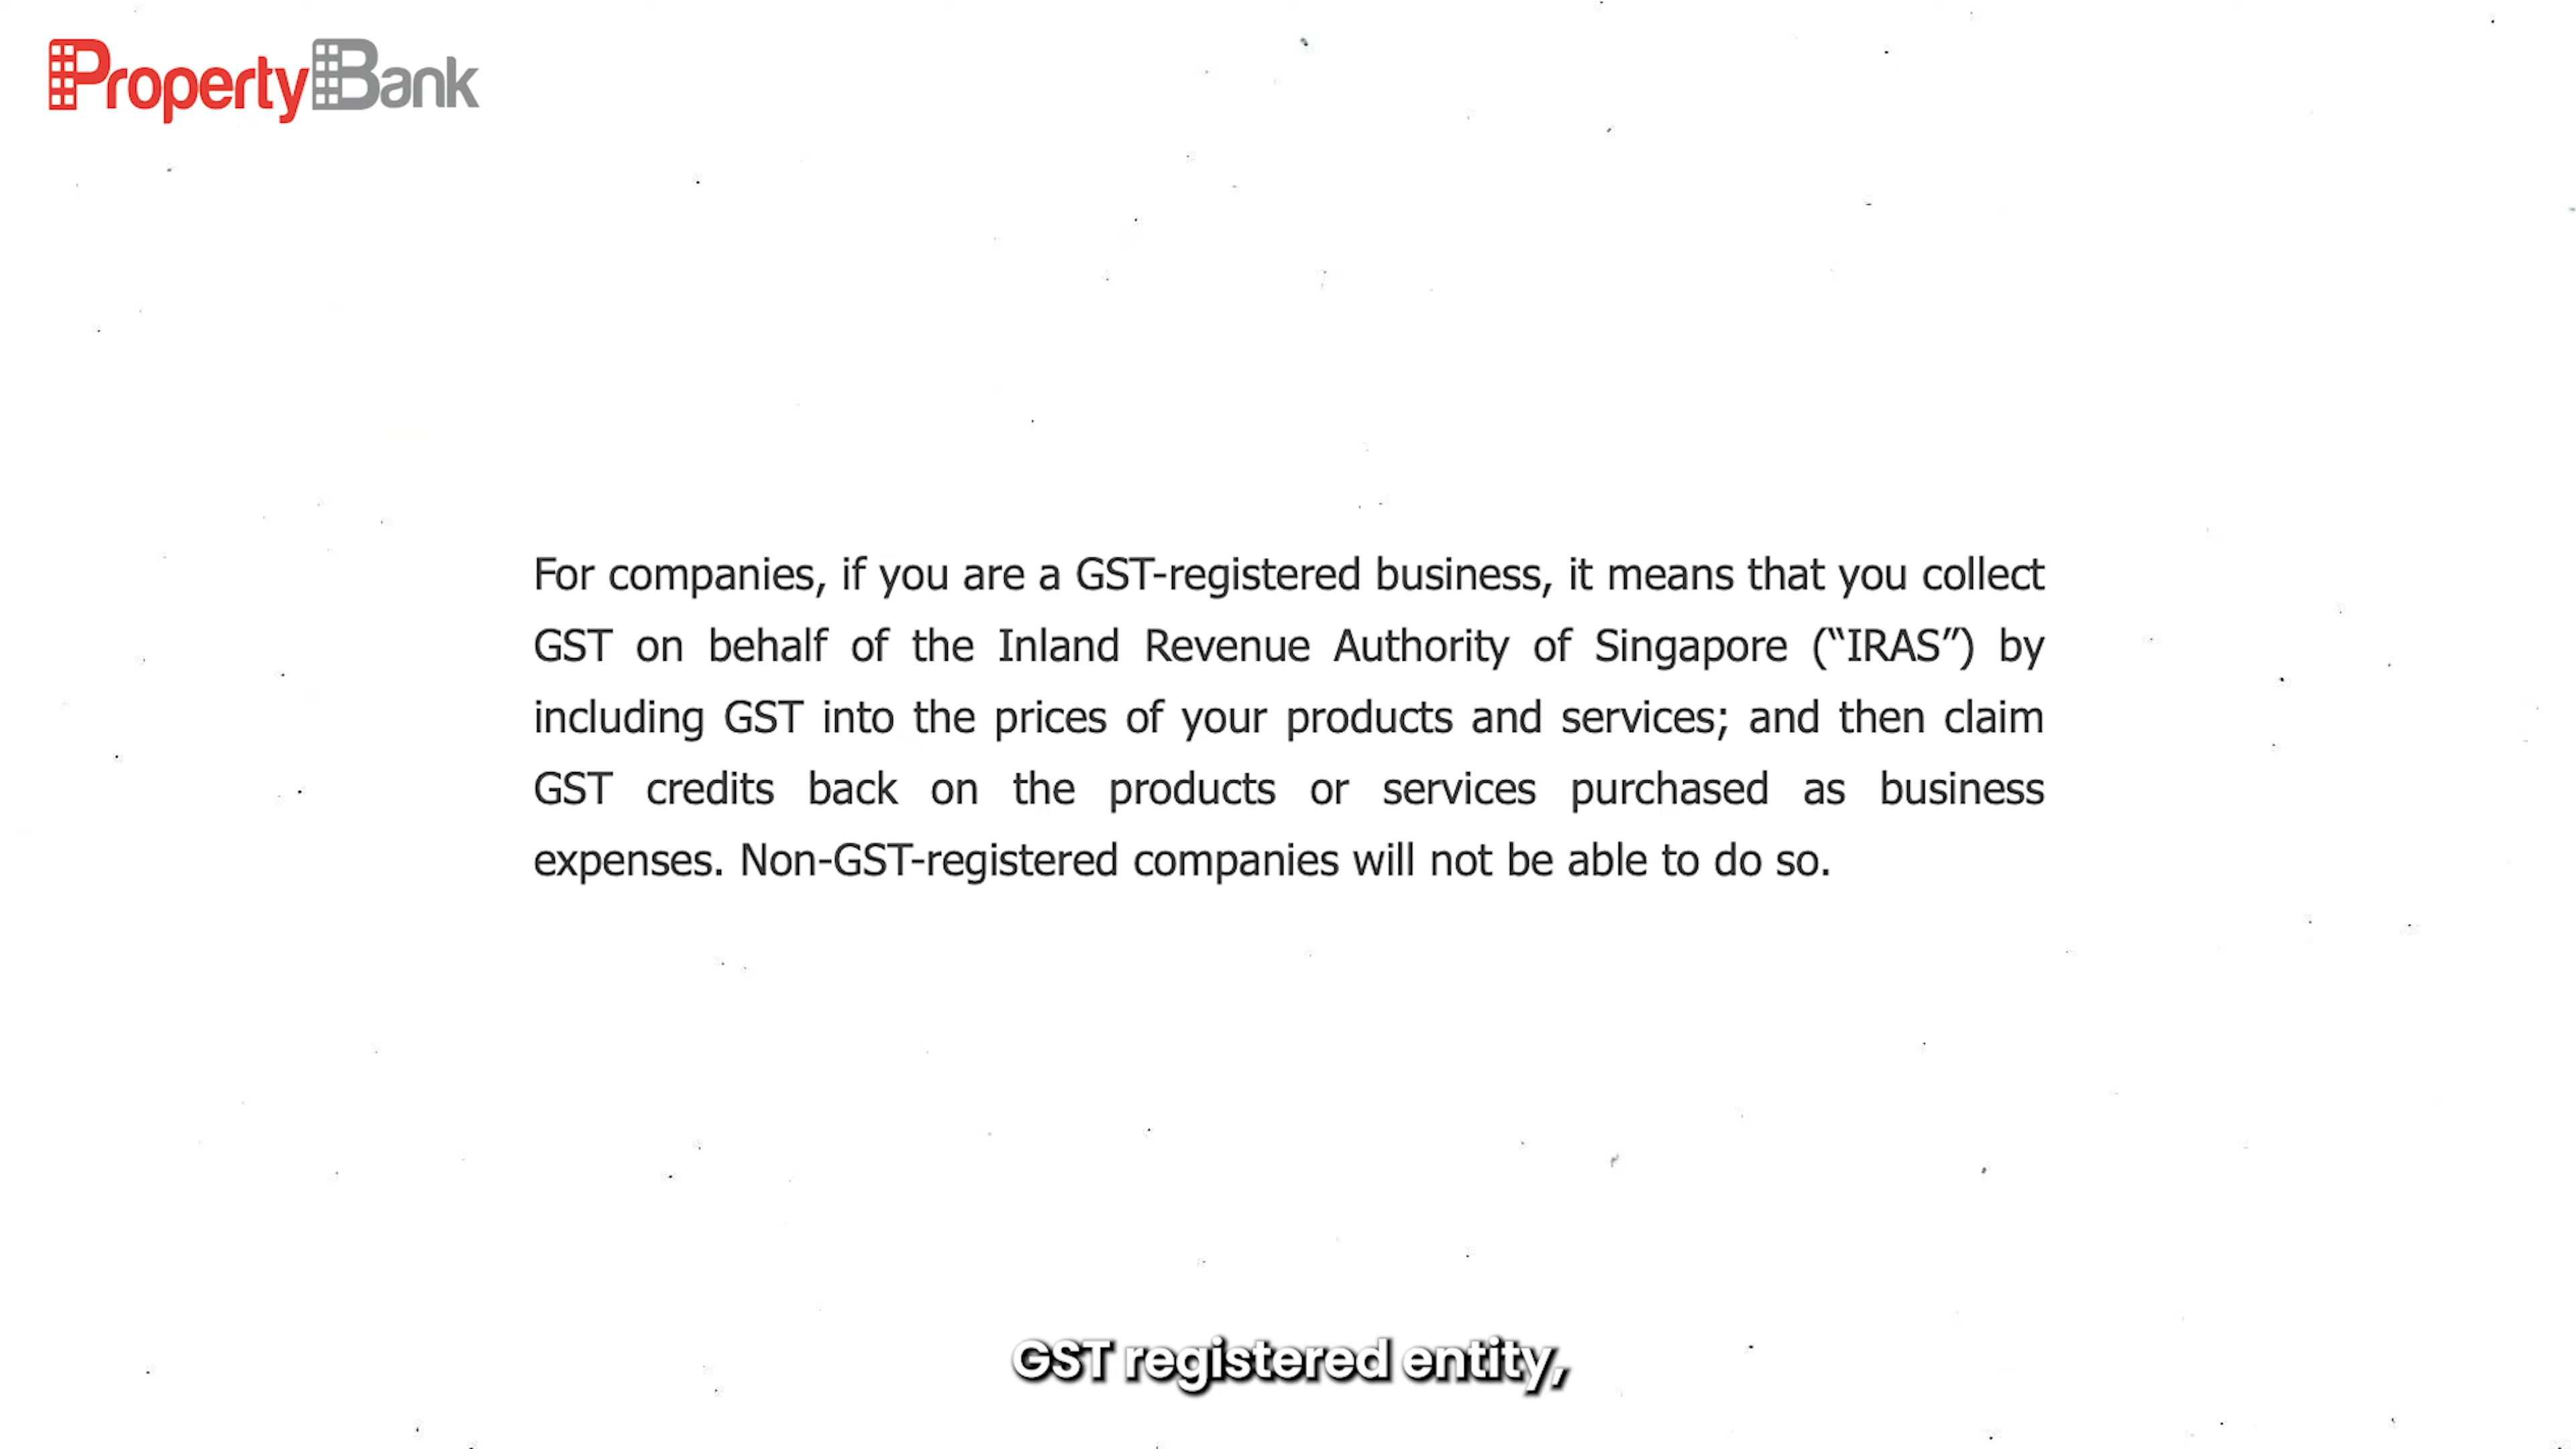 PropertyBank
For companies, if you are a GST-registered business, it means that you collect
GST on behalf of the Inland Revenue Authority of Singapore (“IRAS”) by
including GST into the prices of your products and services; and then claim
GST credits back on the products or services purchased as business
expenses. Non-GST-registered companies will not be able to do so.
GST registered entity,